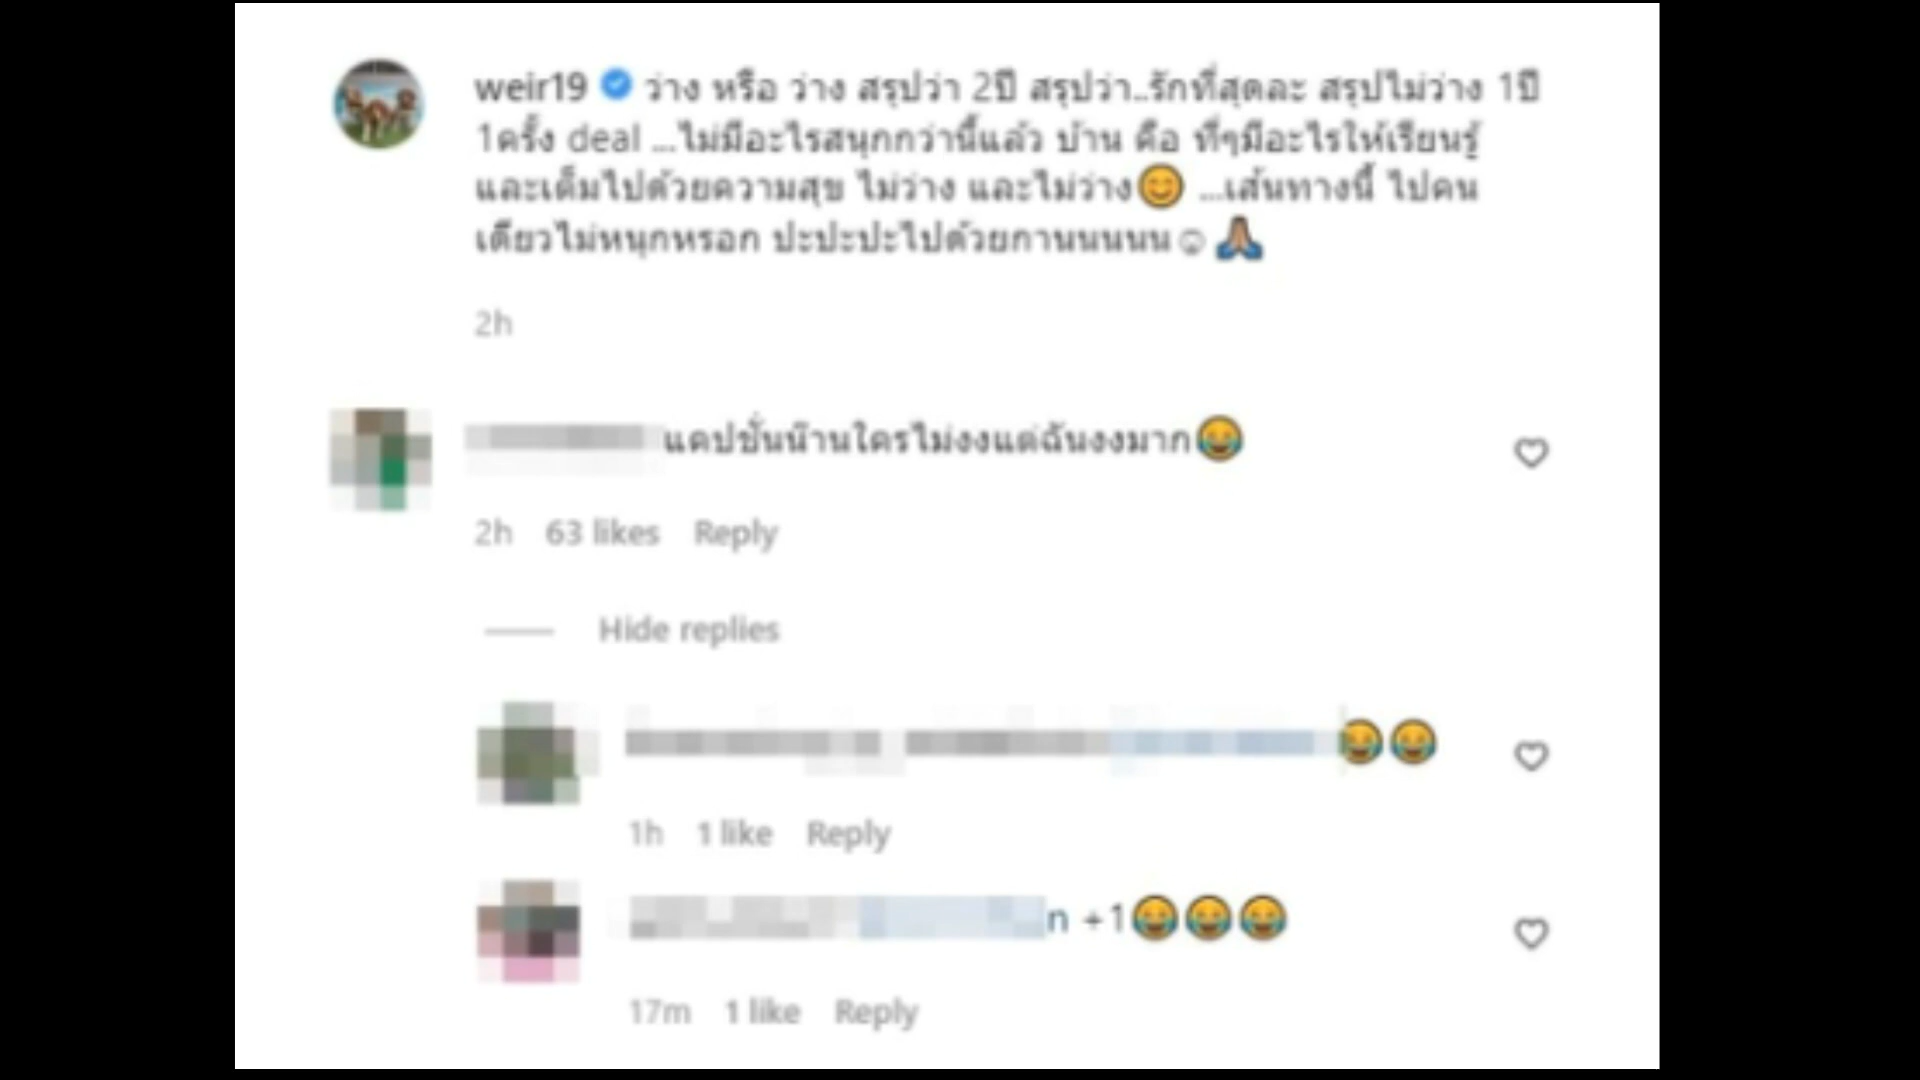 weir19 ว่าง หรือ ว่าง สรุปว่า 2ปี สรุปว่า..รักที่สุดละ สรุปไม่ว่าง 1ปี
1ครั้ง deal ...ไม่มีอะไรสนุกกว่านี้แล้ว บ้าน คือ ที่ๆมีอะไรให้เรียนรู้
และเต็มไปด้วยความสุข ไม่ว่าง และไม่ว่าง😊 ...เส้นทางนี้ ไปคน
เดียวไม่หนุกหรอก ปะปะปะไปด้วยกานนนนน☺🙏🏽
2h
แคปชั่นน๊านใครไม่งงแต่ฉันงงมาก😂
2h 63 likes Reply
Hide replies
😂😂
1h 1 like Reply
n +1😂😂😂
17m 1 like Reply